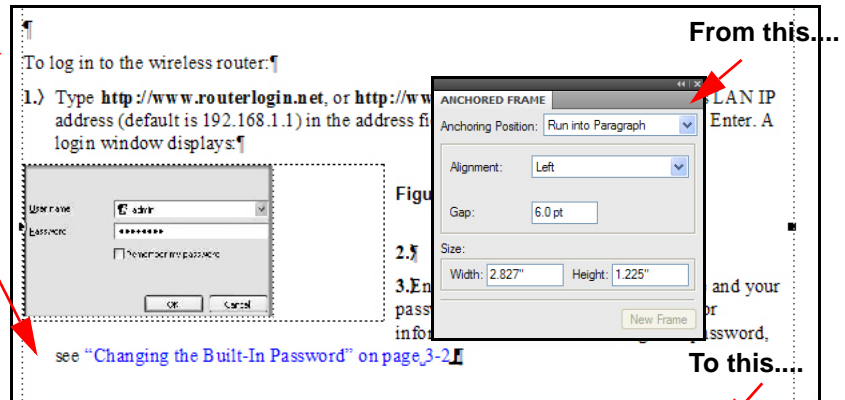 ¶
From this....
To log in to the wireless router:¶
1.⟩ Type http://www.routerlogin.net, or http://w LAN IP
address (default is 192.168.1.1) in the address Enter. A
login window displays:¶
ANCHORED FRAME
Anchoring Position: Run into Paragraph
Alignment: Left
Gap: 6.0 pt
Size:
Width: 2.827" Height: 1.225"
New Frame
User name admin
Password ********
Remember my password
OK Cancel
Figu
2.¶
3.En and your
pass
infor ssword,
see “Changing the Built-In Password” on page 3-2.¶
To this....